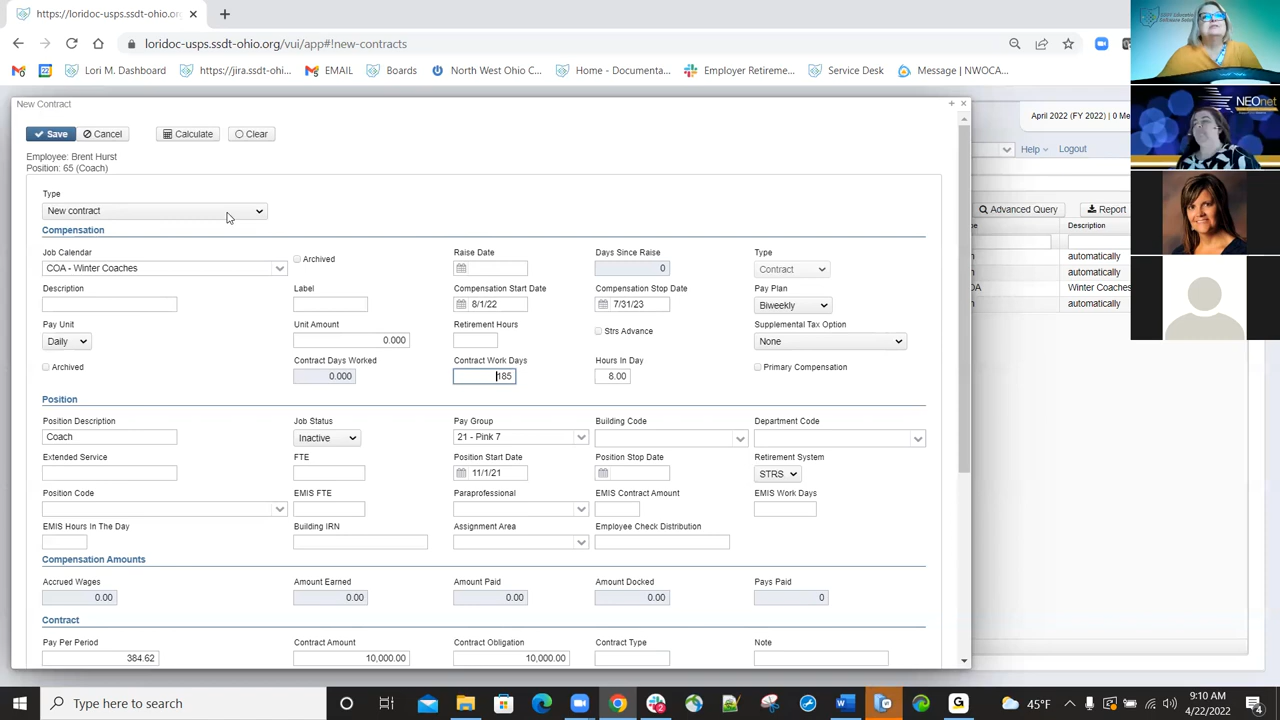 https://loridoc-usps.ssdt-ohio.org/
loridoc-usps.ssdt-ohio.org/vui/app#!new-contracts
Lori M. Dashboard
https://jira.ssdt-ohi...
EMAIL
Boards
North West Ohio C...
Home - Documenta...
Employer Retireme...
Service Desk
Message | NWOCA...
New Contract
Save
Cancel
Calculate
Clear
April 2022 (FY 2022) | 0 Me
Help
Logout
Employee: Brent Hurst
Position: 65 (Coach)
Type
New contract
Advanced Query
Report
Compensation
Description
Job Calendar
Archived
Raise Date
Days Since Raise
Type
COA - Winter Coaches
0
Contract
automatically
automatically
Description
Label
Compensation Start Date
Compensation Stop Date
Pay Plan
Winter Coaches
8/1/22
7/31/23
Biweekly
automatically
Pay Unit
Unit Amount
Retirement Hours
Strs Advance
Supplemental Tax Option
Daily
0.000
None
Archived
Contract Days Worked
Contract Work Days
Hours In Day
Primary Compensation
0.000
185
8.00
Position
Position Description
Job Status
Pay Group
Building Code
Department Code
Coach
Inactive
21 - Pink 7
Extended Service
FTE
Position Start Date
Position Stop Date
Retirement System
11/1/21
STRS
Position Code
EMIS FTE
Paraprofessional
EMIS Contract Amount
EMIS Work Days
EMIS Hours In The Day
Building IRN
Assignment Area
Employee Check Distribution
Compensation Amounts
Accrued Wages
Amount Earned
Amount Paid
Amount Docked
Pays Paid
0.00
0.00
0.00
0.00
0
Contract
Pay Per Period
Contract Amount
Contract Obligation
Contract Type
Note
384.62
10,000.00
10,000.00
NEOnet
Type here to search
45°F
9:10 AM
4/22/2022